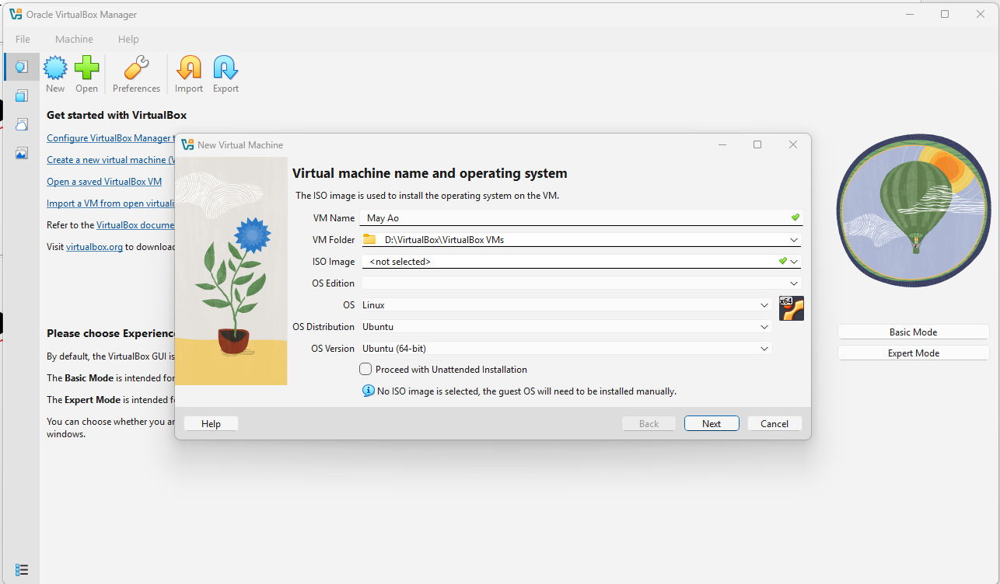 Oracle VirtualBox Manager
File Machine Help
New Open Preferences Import Export
Get started with VirtualBox
Configure VirtualBox Manager
Create a new virtual machine (V
Open a saved VirtualBox VM
Import a VM from open virtuali
Refer to the VirtualBox docume
Visit virtualbox.org to download
Please choose Experienc
By default, the VirtualBox GUI is
The Basic Mode is intended for
The Expert Mode is intended f
You can choose whether you ar
windows.
Basic Mode
Expert Mode
New Virtual Machine
Virtual machine name and operating system
The ISO image is used to install the operating system on the VM.
VM Name May Ao
VM Folder D:\VirtualBox\VirtualBox VMs
ISO Image <not selected>
OS Edition
OS Linux
x64
OS Distribution Ubuntu
OS Version Ubuntu (64-bit)
Proceed with Unattended Installation
No ISO image is selected, the guest OS will need to be installed manually.
Help Back Next Cancel